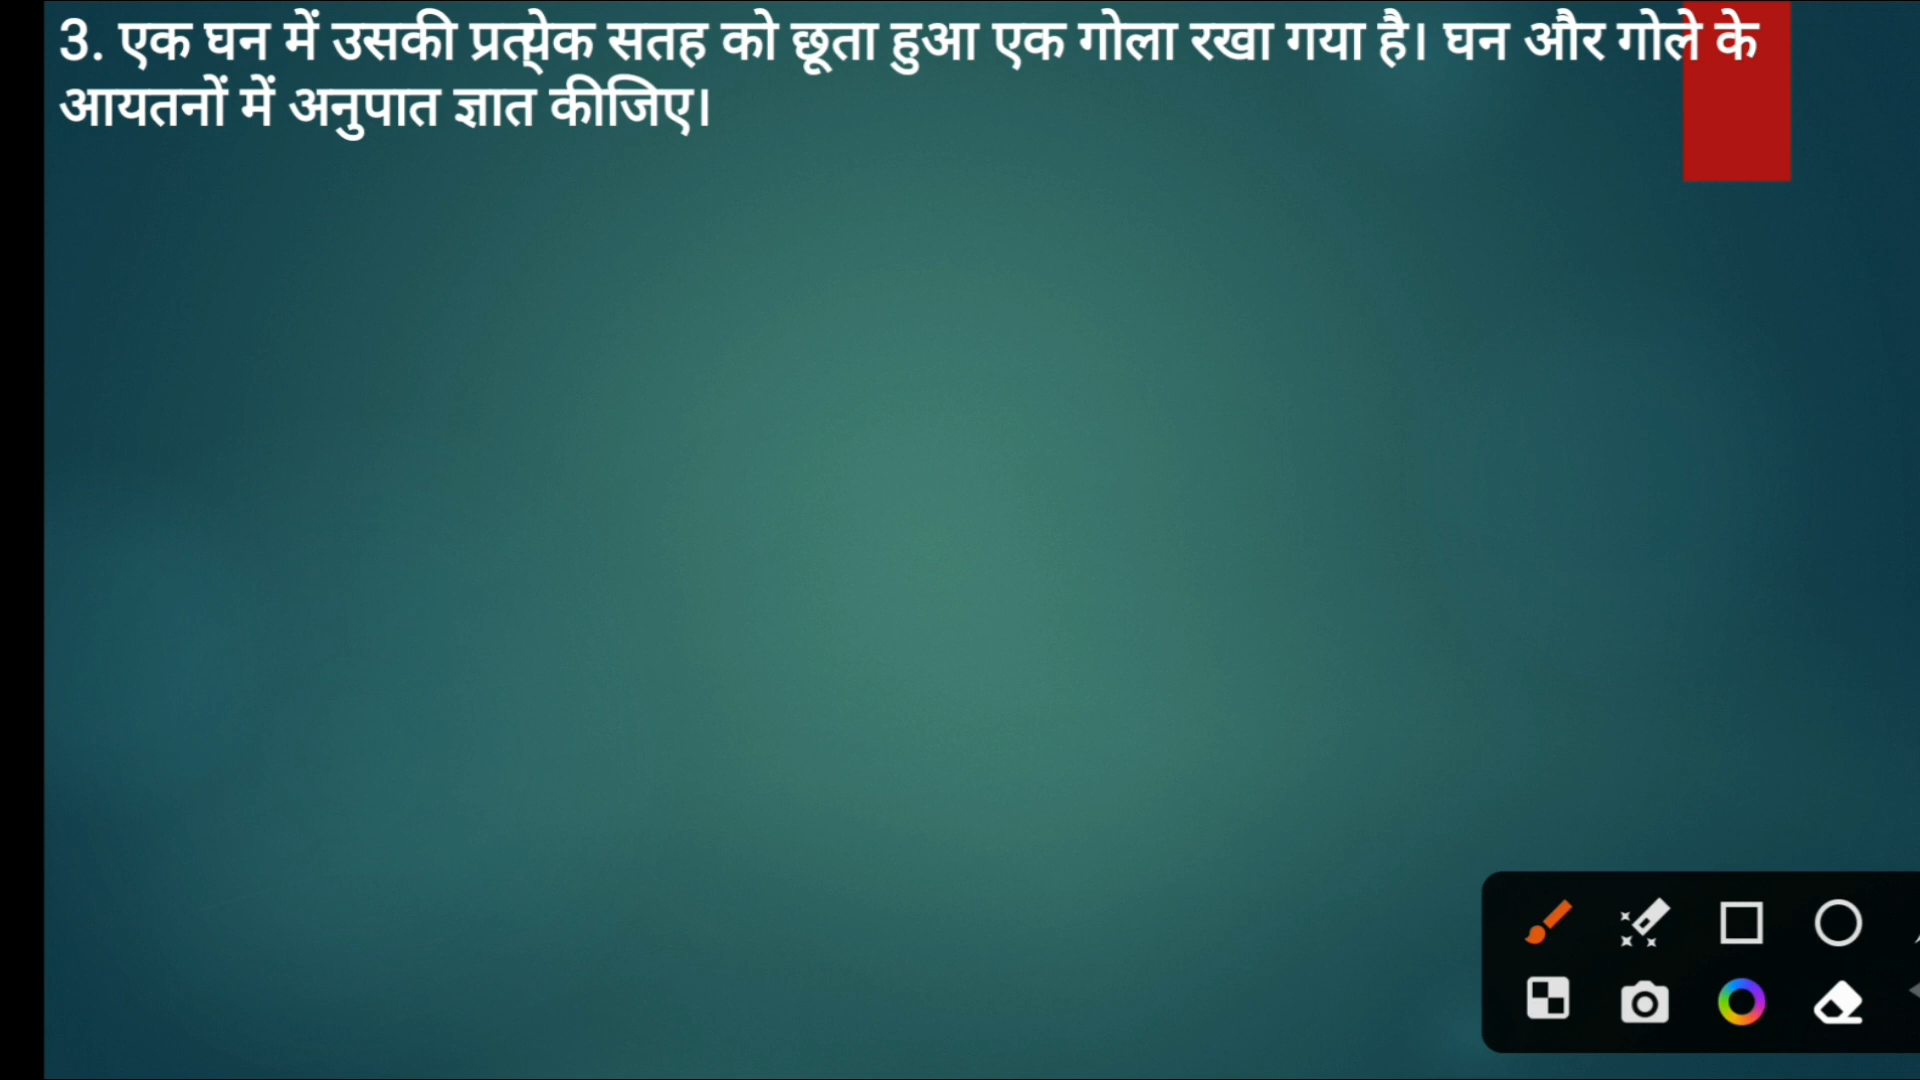 3. एक घन में उसकी प्रत्येक सतह को छूता हुआ एक गोला रखा गया है। घन और गोले के
आयतनों में अनुपात ज्ञात कीजिए।